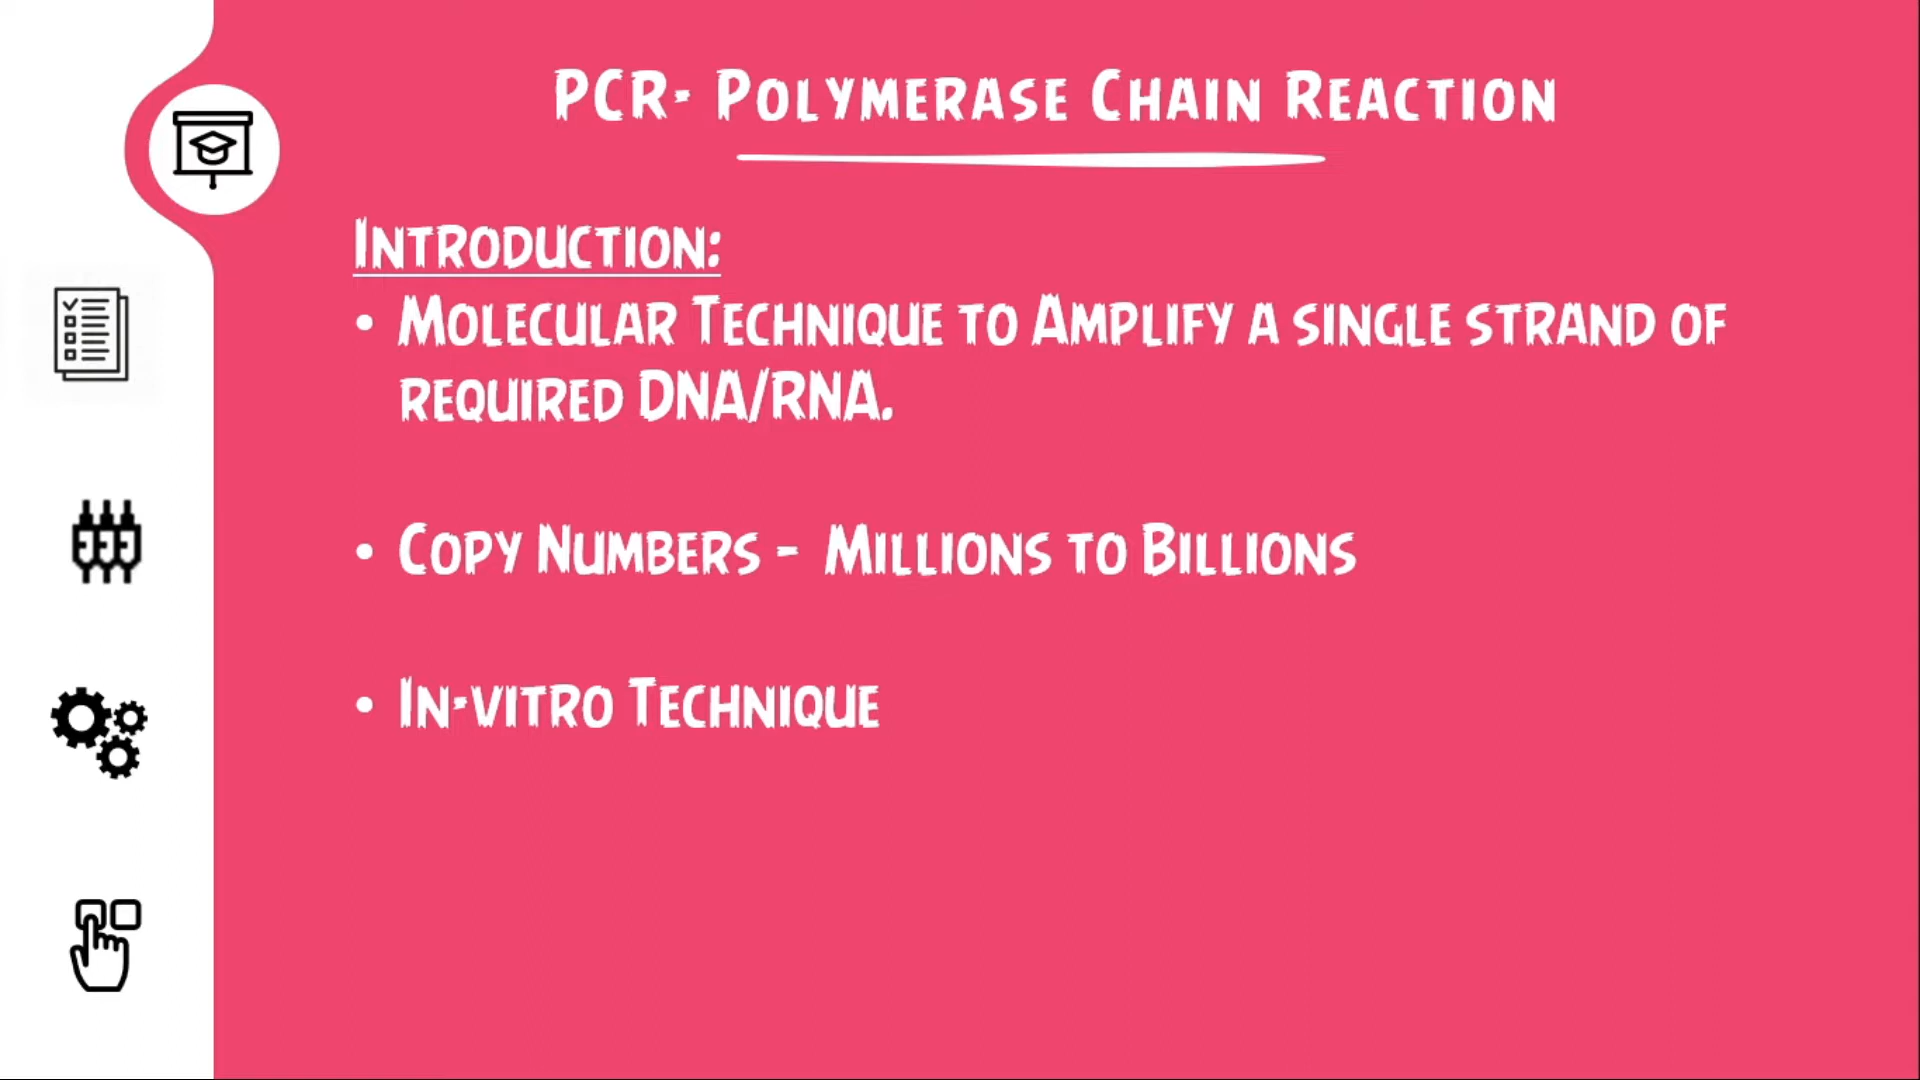 PCR- Polymerase Chain Reaction
Introduction:
• Molecular Technique to Amplify a single strand of
required DNA/RNA.
• Copy Numbers - Millions to Billions
• In-vitro Technique